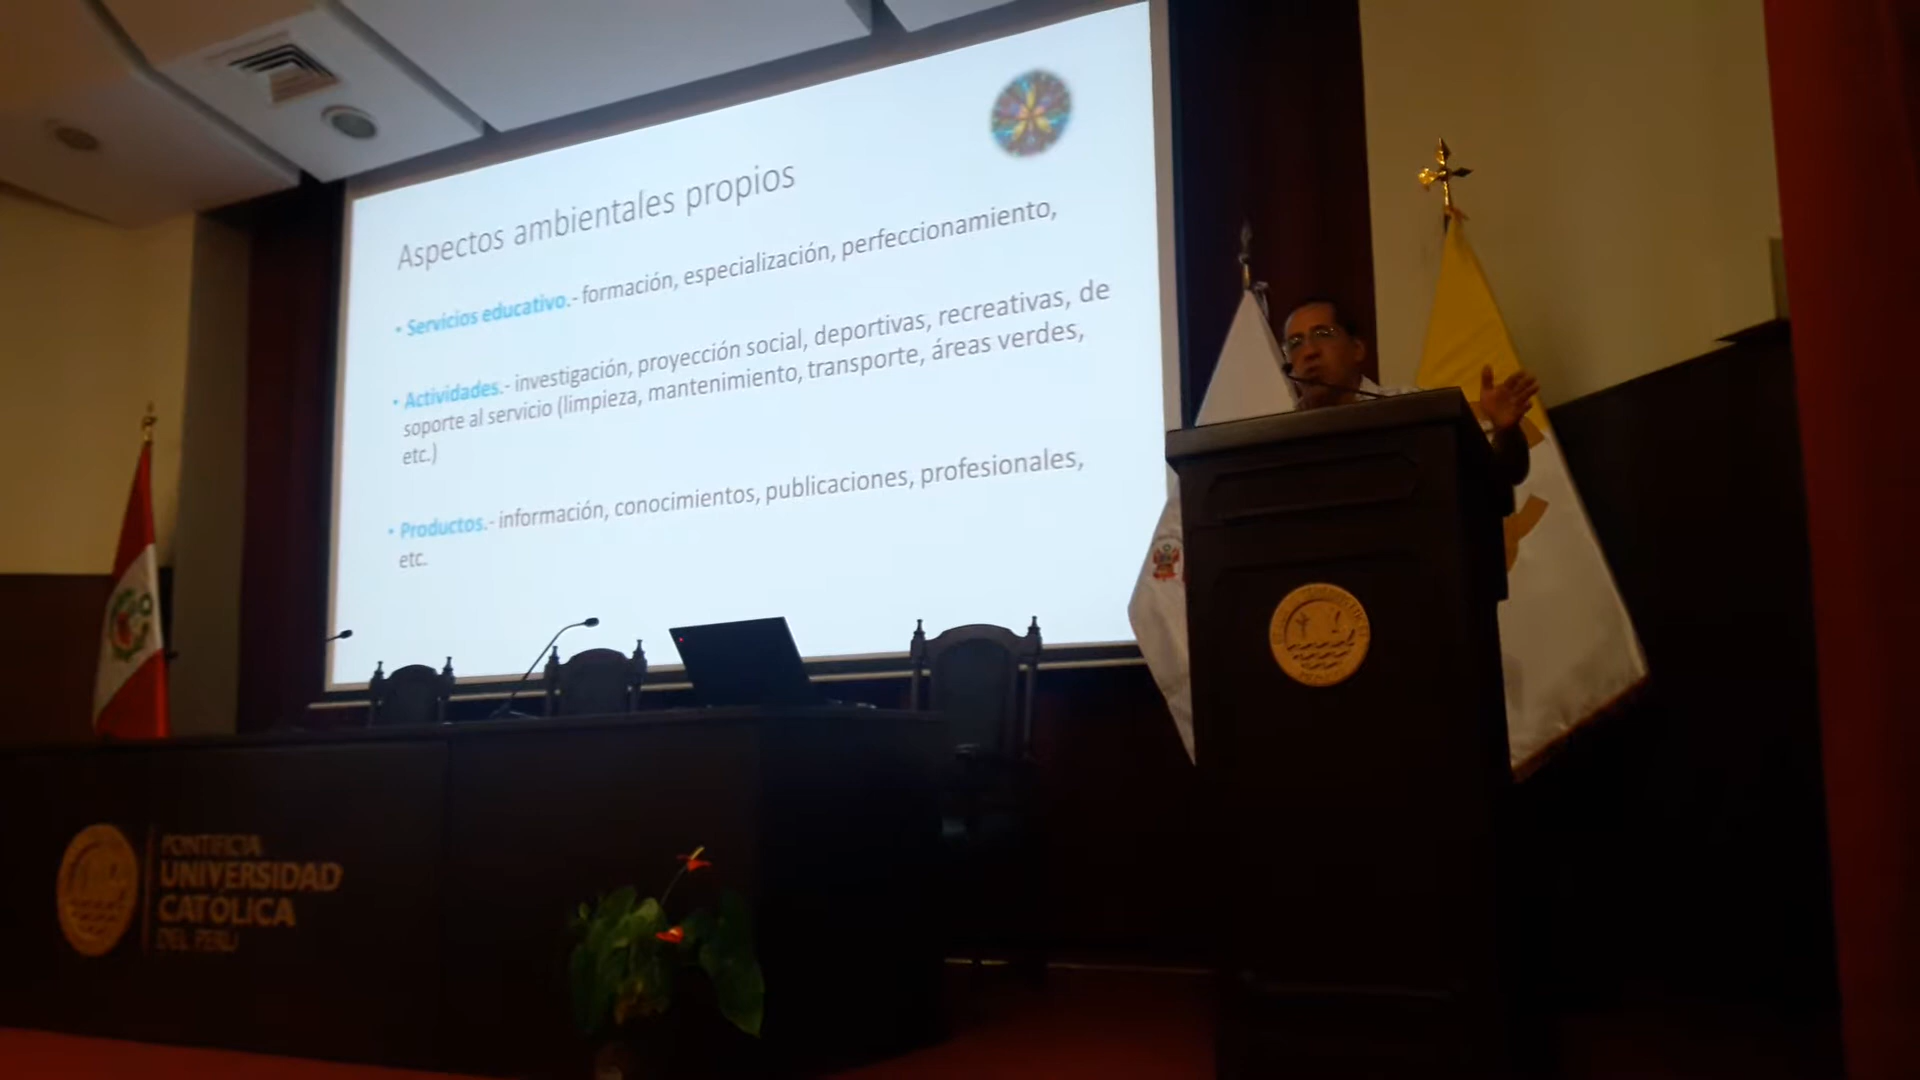 Aspectos ambientales propios
• Servicios educativo.- formación, especialización, perfeccionamiento,
• Actividades.- investigación, proyección social, deportivas, recreativas, de
soporte al servicio (limpieza, mantenimiento, transporte, áreas verdes,
etc.)
• Productos.- información, conocimientos, publicaciones, profesionales,
etc.
PONTIFICIA
UNIVERSIDAD
CATÓLICA
DEL PERÚ